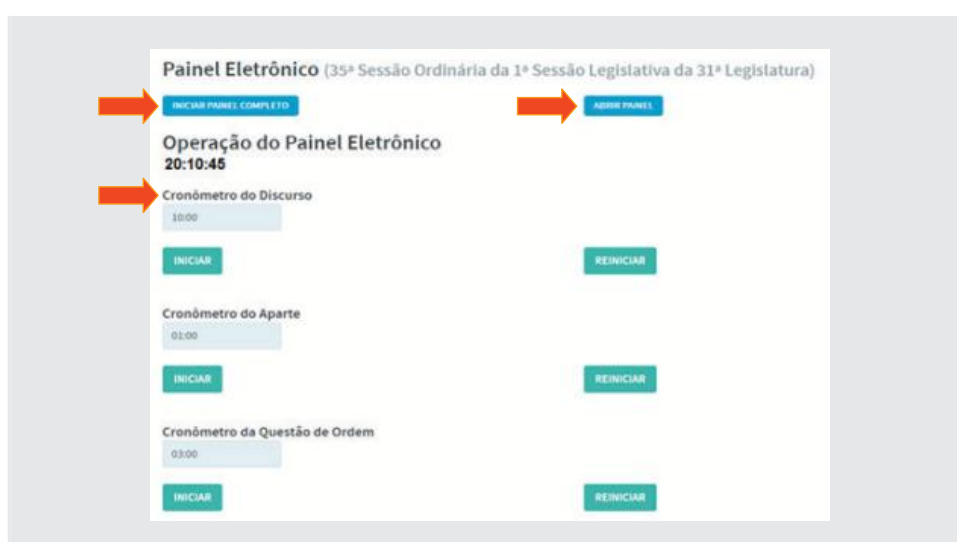 Painel Eletrônico (35ª Sessão Ordinária da 1ª Sessão Legislativa da 31ª Legislatura)
INICIAR PAINEL COMPLETO ABRIR PAINEL
Operação do Painel Eletrônico
20:10:45
Cronômetro do Discurso
10:00
INICIAR REINICIAR
Cronômetro do Aparte
01:00
INICIAR REINICIAR
Cronômetro da Questão de Ordem
03:00
INICIAR REINICIAR